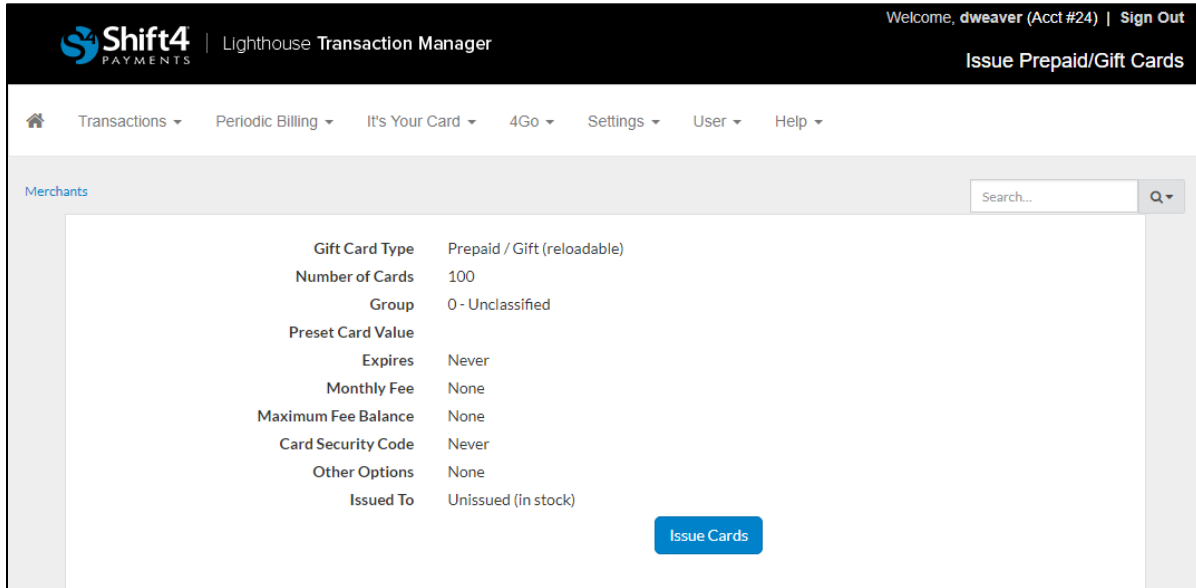 Welcome, dweaver (Acct #24) | Sign Out
Shift4 PAYMENTS | Lighthouse Transaction Manager
Issue Prepaid/Gift Cards
Transactions Periodic Billing It's Your Card 4Go Settings User Help
Merchants
Search...
Gift Card Type Prepaid / Gift (reloadable)
Number of Cards 100
Group 0 - Unclassified
Preset Card Value
Expires Never
Monthly Fee None
Maximum Fee Balance None
Card Security Code Never
Other Options None
Issued To Unissued (in stock)
Issue Cards